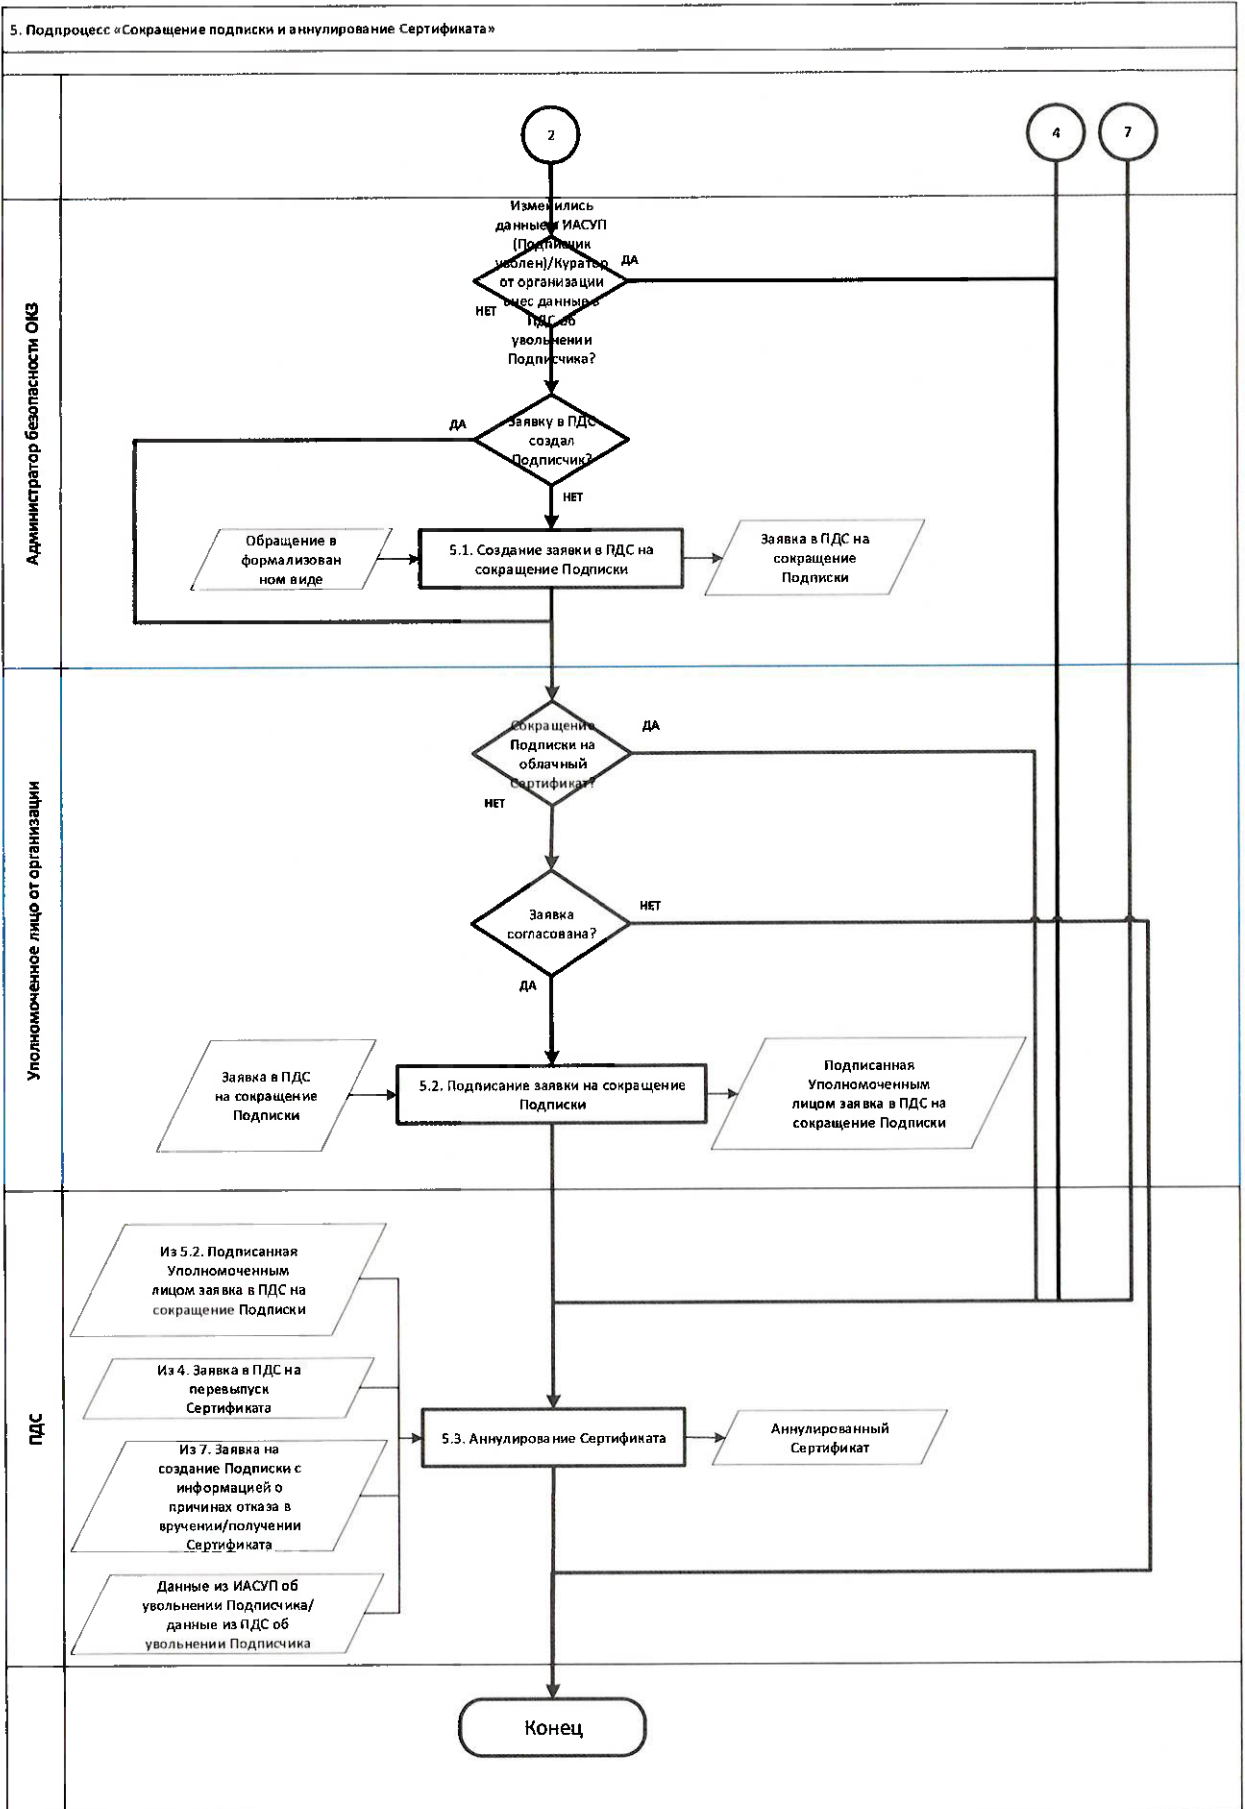 5. Подпроцесс «Сокращение подписки и аннулирование Сертификата»
2
4
7
Администратор безопасности ОКЗ
Изменились
данные в ИАСУП
(Подписчик
уволен)/Куратор
от организации
внес данные в
ПДС об
увольнении
Подписчика?
ДА
НЕТ
Заявку в ПДС
создал
Подписчик?
ДА
НЕТ
Обращение в
формализован
ном виде
5.1. Создание заявки в ПДС на
сокращение Подписки
Заявка в ПДС на
сокращение
Подписки
Уполномоченное лицо от организации
Сокращение
Подписки на
облачный
Сертификат?
ДА
НЕТ
Заявка
согласована?
НЕТ
ДА
Заявка в ПДС
на сокращение
Подписки
5.2. Подписание заявки на сокращение
Подписки
Подписанная
Уполномоченным
лицом заявка в ПДС на
сокращение Подписки
ПДС
Из 5.2. Подписанная
Уполномоченным
лицом заявка в ПДС на
сокращение Подписки
Из 4. Заявка в ПДС на
перевыпуск
Сертификата
Из 7. Заявка на
создание Подписки с
информацией о
причинах отказа в
вручении/получении
Сертификата
Данные из ИАСУП об
увольнении Подписчика/
данные из ПДС об
увольнении Подписчика
5.3. Аннулирование Сертификата
Аннулированный
Сертификат
Конец